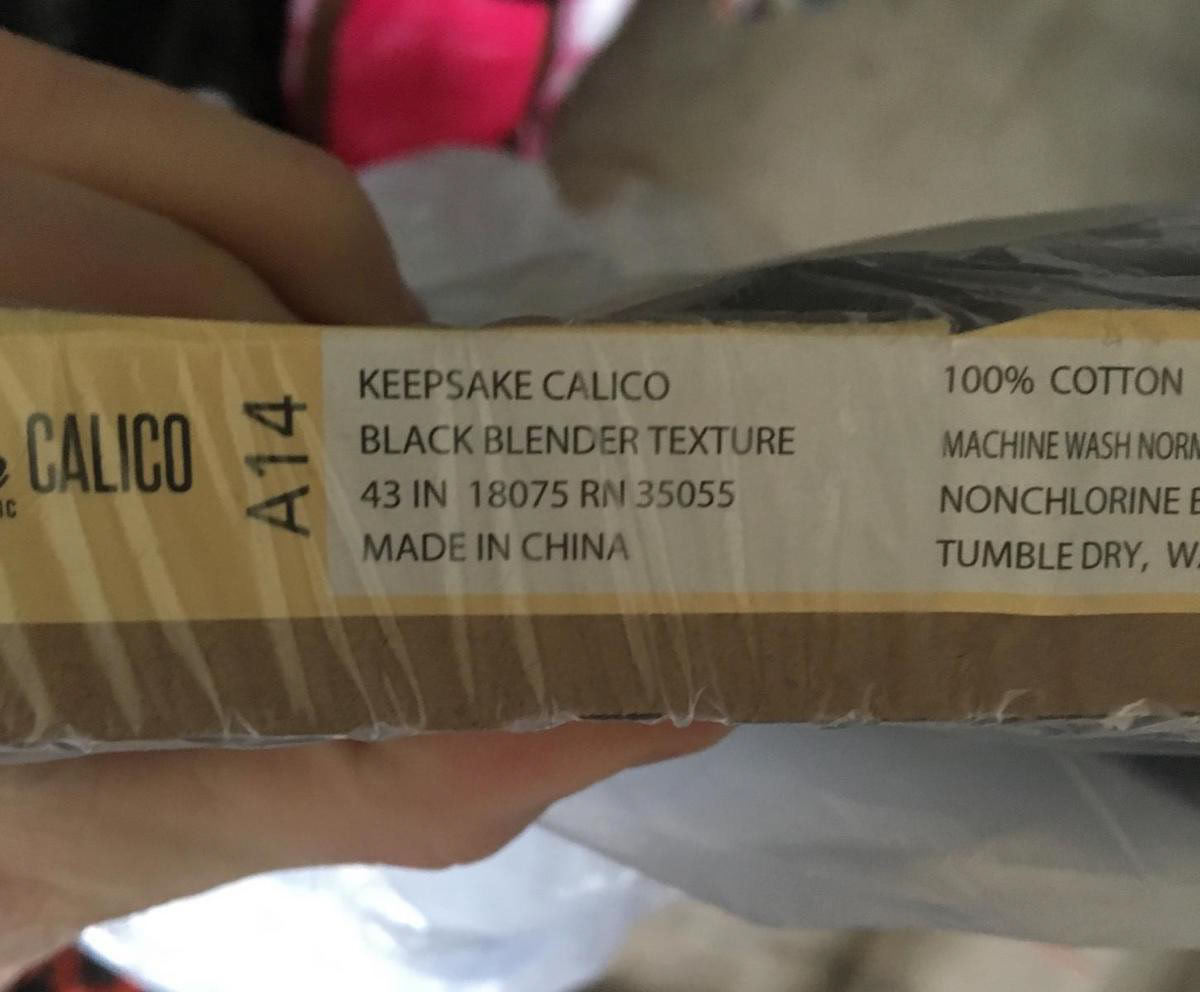 CALICO
A14
KEEPSAKE CALICO
BLACK BLENDER TEXTURE
43 IN 18075 RN 35055
MADE IN CHINA
100% COTTON
MACHINE WASH
NONCHLORINE
TUMBLE DRY,